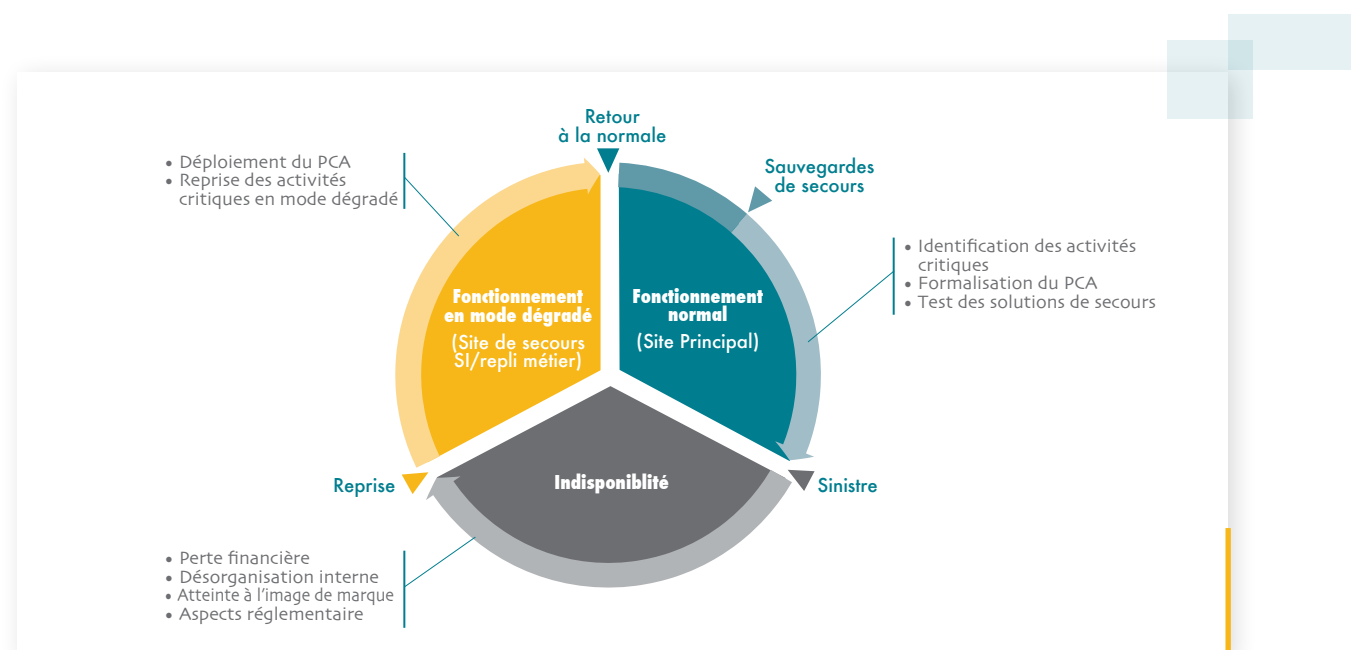 Retour
à la normale
• Déploiement du PCA
• Reprise des activités
critiques en mode dégradé
Sauvegardes
de secours
• Identification des activités
critiques
• Formalisation du PCA
• Test des solutions de secours
Fonctionnement
en mode dégradé
(Site de secours
SI/repli métier)
Fonctionnement
normal
(Site Principal)
Indisponiblité
Reprise
Sinistre
• Perte financière
• Désorganisation interne
• Atteinte à l'image de marque
• Aspects réglementaire